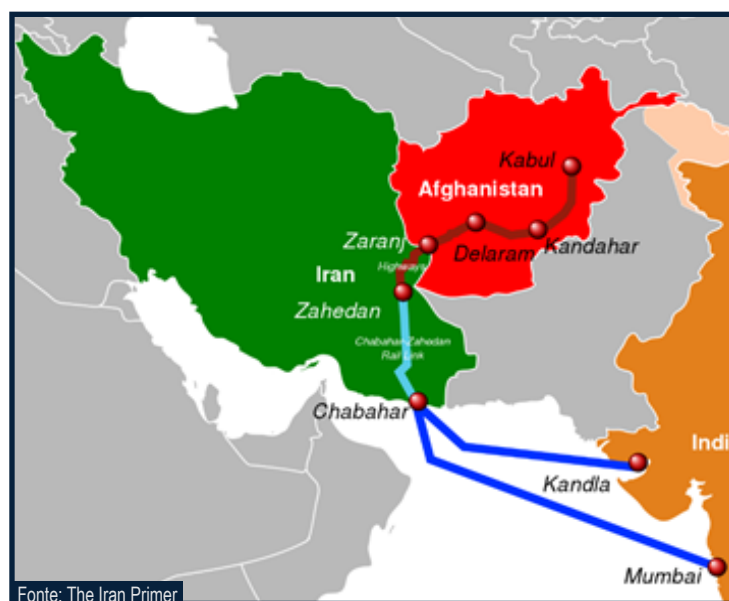 Kabul
Afghanistan
Zaranj
Delaram
Kandahar
Highways
Iran
Zahedan
Chabahar-Zahedan
Rail Link
Chabahar
Indi
Kandla
Mumbai
Fonte: The Iran Primer